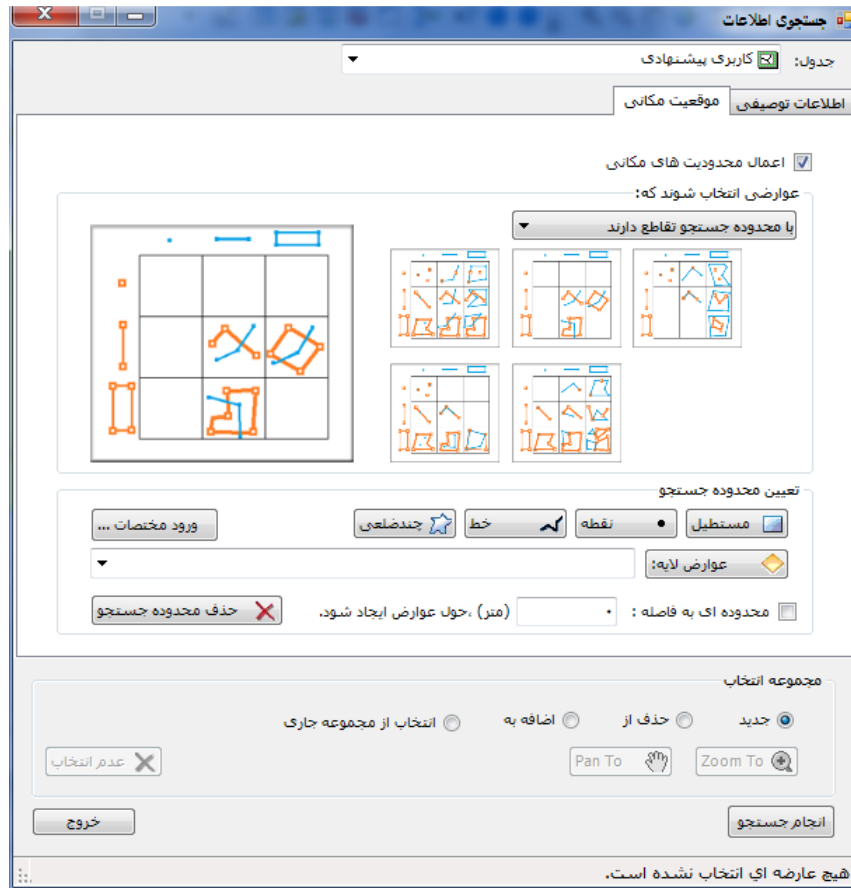 جستجوی اطلاعات
جدول: کاربری پیشنهادی
اطلاعات توصیفی موقعیت مکانی
اعمال محدودیت های مکانی
عوارضی انتخاب شوند که:
با محدوده جستجو تقاطع دارند
تعیین محدوده جستجو
مستطیل نقطه خط چندضلعی ورود مختصات ...
عوارض لایه:
محدوده ای به فاصله : ۰ (متر) ،حول عوارض ایجاد شود. حذف محدوده جستجو
مجموعه انتخاب
جدید حذف از اضافه به انتخاب از مجموعه جاری
Zoom To Pan To عدم انتخاب
انجام جستجو خروج
هیچ عارضه اي انتخاب نشده است.